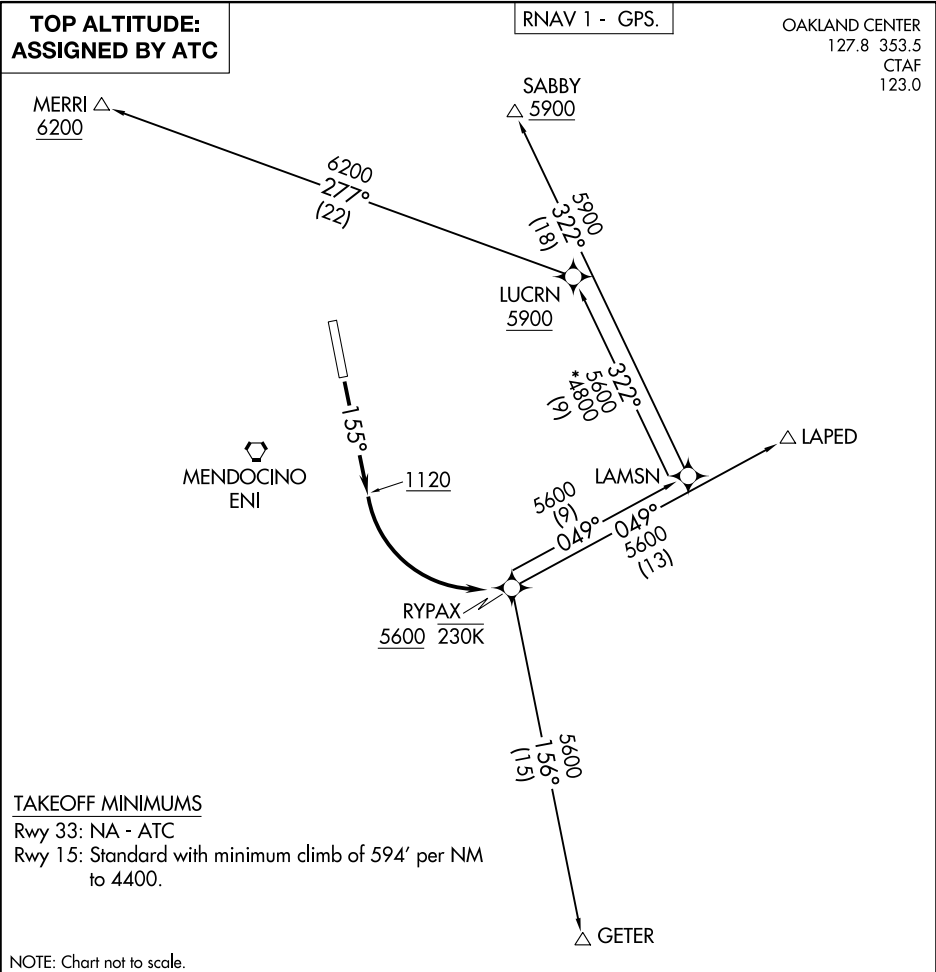 TOP ALTITUDE:
ASSIGNED BY ATC
RNAV 1 - GPS.
OAKLAND CENTER
127.8 353.5
CTAF
123.0
MERRI
6200
SABBY
5900
6200
277°
(22)
5900
322°
(18)
LUCRN
5900
5600
*4800
322°
(9)
155°
MENDOCINO
ENI
1120
LAPED
LAMSN
5600
(9)
049°
049°
5600
(13)
RYPAX
5600 230K
5600
156°
(15)
TAKEOFF MINIMUMS
Rwy 33: NA - ATC
Rwy 15: Standard with minimum climb of 594' per NM
to 4400.
GETER
NOTE: Chart not to scale.